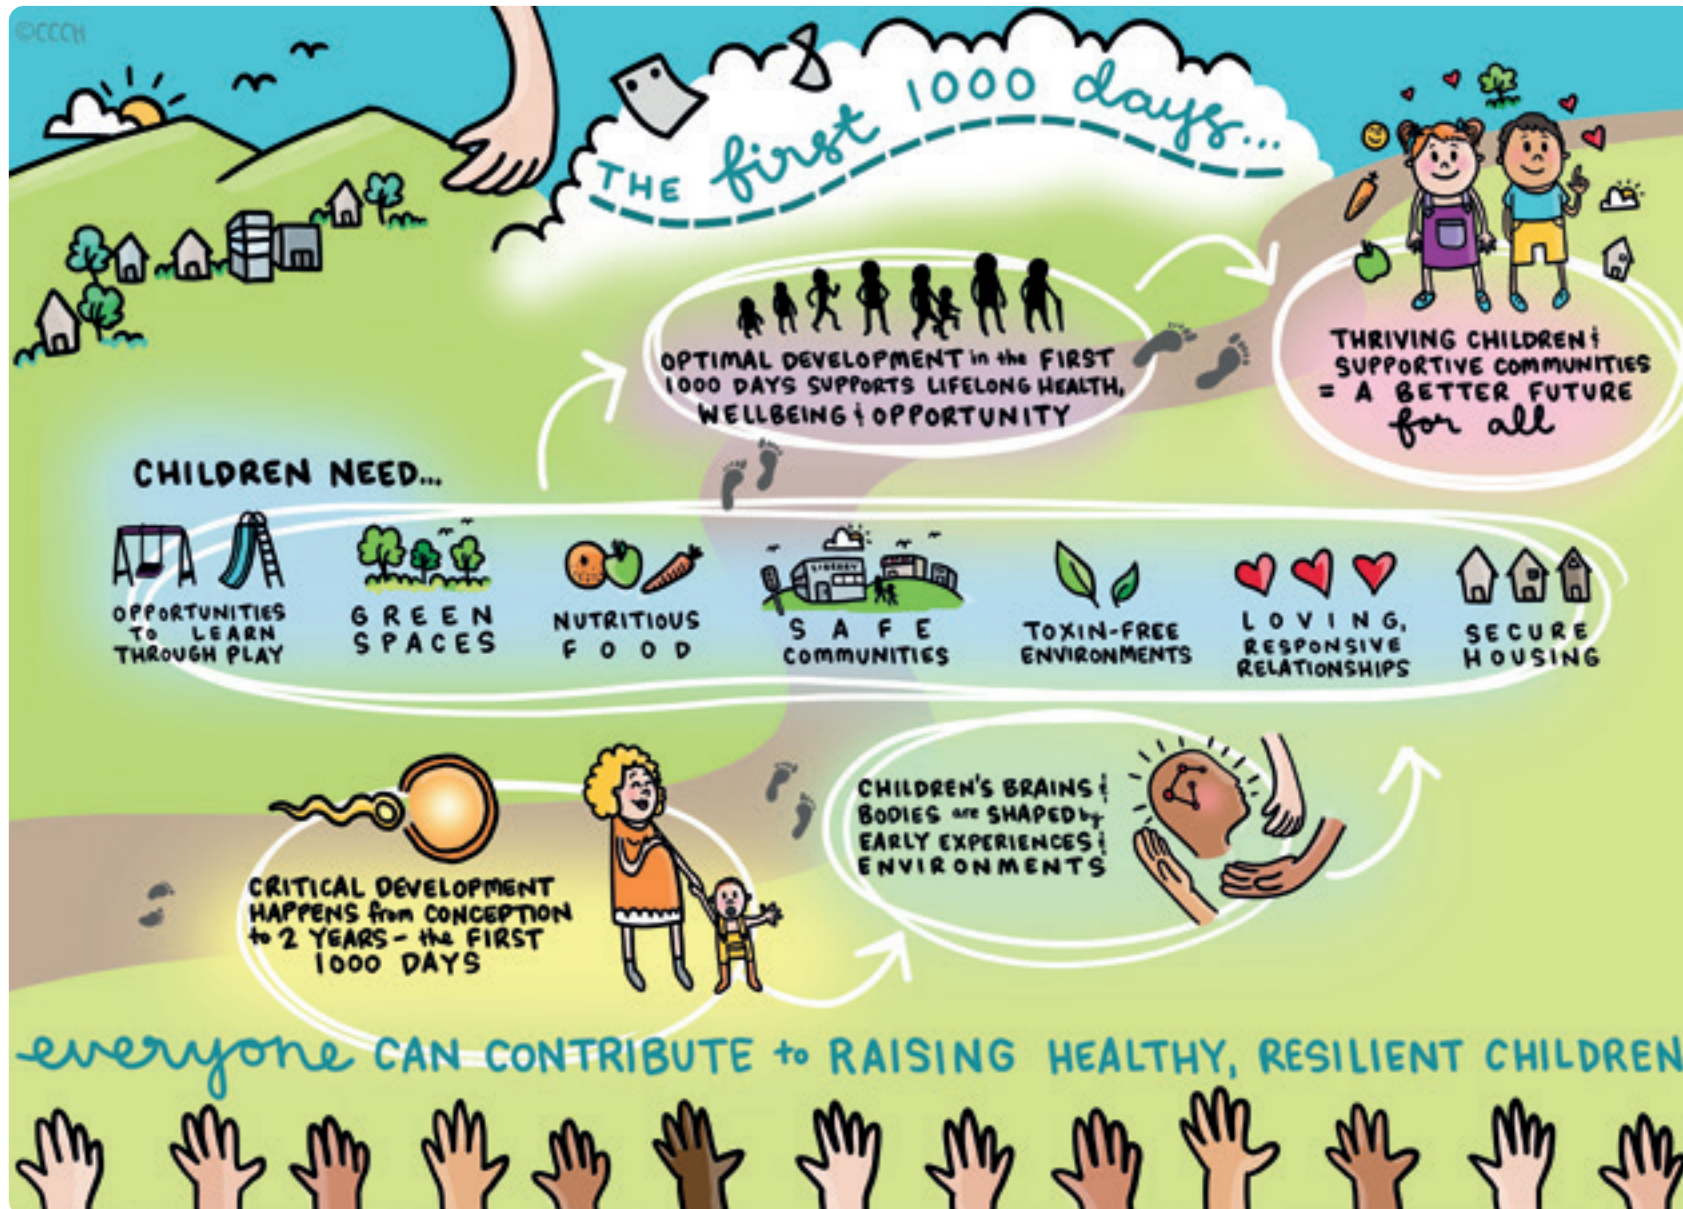 ©CCCH
THE first 1000 days...
OPTIMAL DEVELOPMENT in the FIRST
1000 DAYS SUPPORTS LIFELONG HEALTH,
WELLBEING & OPPORTUNITY
THRIVING CHILDREN &
SUPPORTIVE COMMUNITIES
= A BETTER FUTURE
for all
CHILDREN NEED...
OPPORTUNITIES
TO LEARN
THROUGH PLAY
GREEN
SPACES
NUTRITIOUS
FOOD
LIBRARY
SAFE
COMMUNITIES
TOXIN-FREE
ENVIRONMENTS
LOVING,
RESPONSIVE
RELATIONSHIPS
SECURE
HOUSING
CRITICAL DEVELOPMENT
HAPPENS from CONCEPTION
to 2 YEARS - the FIRST
1000 DAYS
CHILDREN'S BRAINS &
BODIES are SHAPED by
EARLY EXPERIENCES &
ENVIRONMENTS
everyone CAN CONTRIBUTE to RAISING HEALTHY, RESILIENT CHILDREN